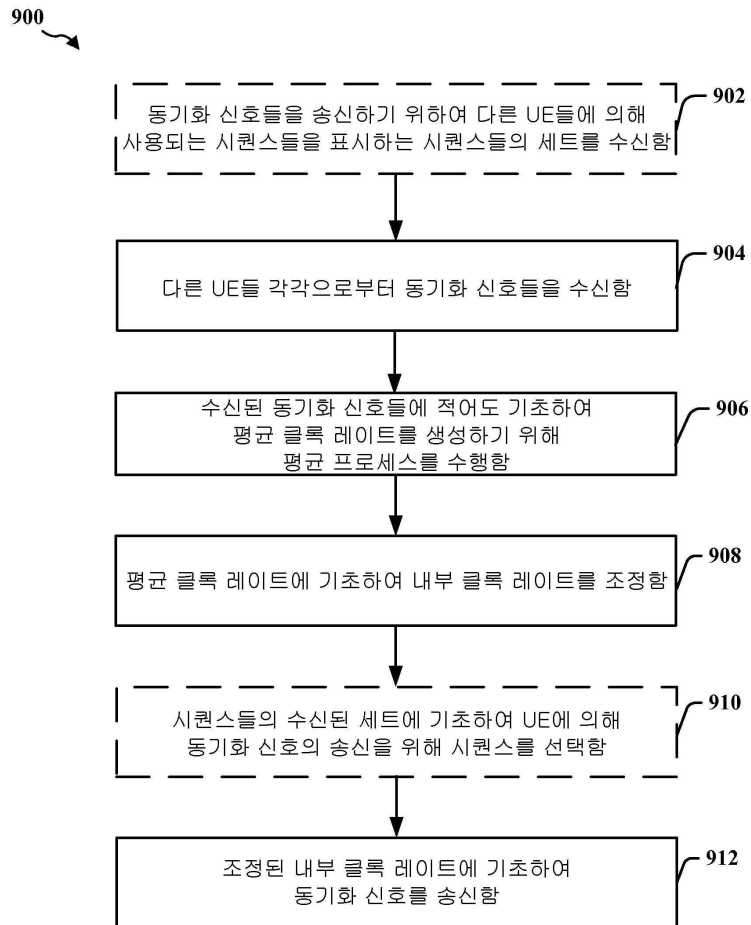 900
동기화 신호들을 송신하기 위하여 다른 UE들에 의해
사용되는 시퀀스들을 표시하는 시퀀스들의 세트를 수신함
902
다른 UE들 각각으로부터 동기화 신호들을 수신함
904
수신된 동기화 신호들에 적어도 기초하여
평균 클록 레이트를 생성하기 위해
평균 프로세스를 수행함
906
평균 클록 레이트에 기초하여 내부 클록 레이트를 조정함
908
시퀀스들의 수신된 세트에 기초하여 UE에 의해
동기화 신호의 송신을 위해 시퀀스를 선택함
910
조정된 내부 클록 레이트에 기초하여
동기화 신호를 송신함
912